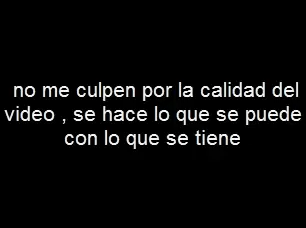 no me culpen por la calidad del
video , se hace lo que se puede
con lo que se tiene